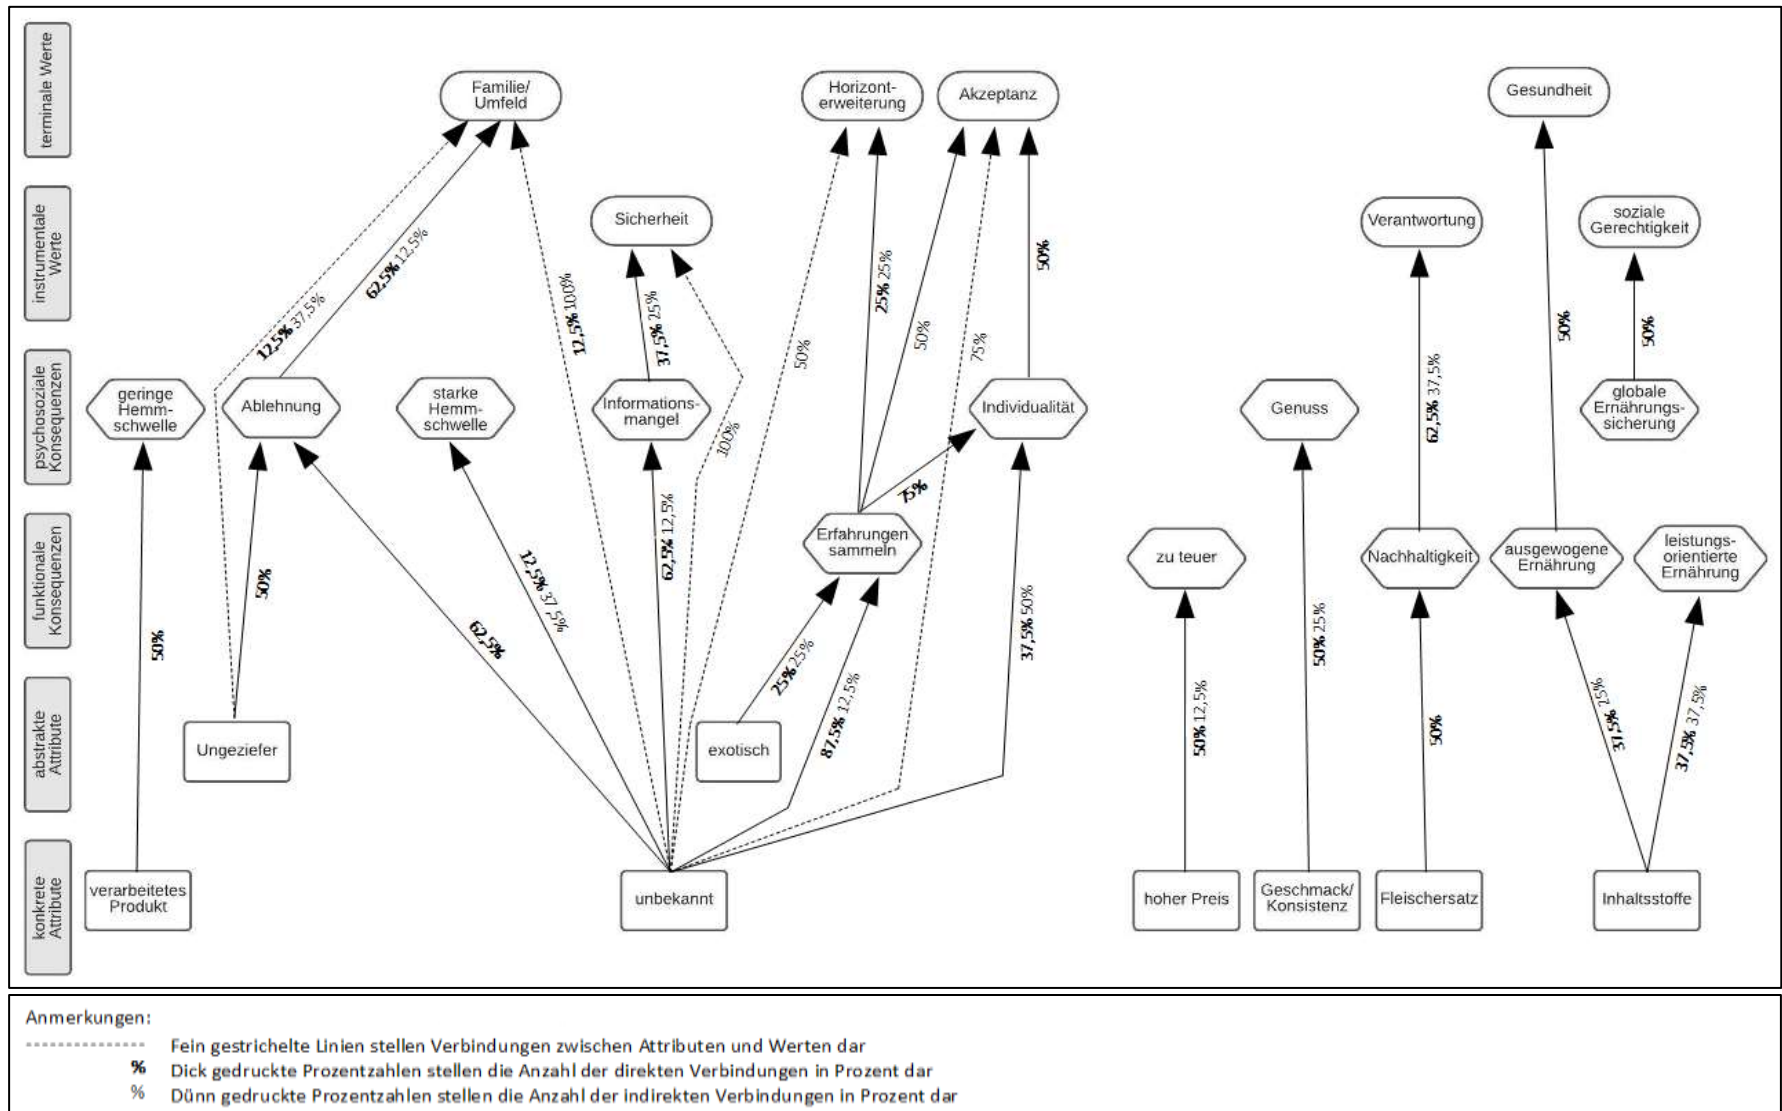 terminale Werte
Familie/
Umfeld
Horizont-
erweiterung
Akzeptanz
Gesundheit
instrumentale
Werte
Sicherheit
Verantwortung
soziale
Gerechtigkeit
12,5% 37,5%
62,5% 12,5%
12,5% 100%
37,5% 25%
100%
50%
25% 25%
50%
75%
50%
62,5% 37,5%
50%
50%
psychosoziale
Konsequenzen
geringe
Hemm-
schwelle
Ablehnung
starke
Hemm-
schwelle
Informations-
mangel
Individualität
Genuss
globale
Ernährungs-
sicherung
75%
funktionale
Konsequenzen
Erfahrungen
sammeln
zu teuer
Nachhaltigkeit
ausgewogene
Ernährung
leistungs-
orientierte
Ernährung
50%
50%
62,5%
12,5% 37,5%
62,5% 12,5%
25% 25%
87,5% 12,5%
37,5% 50%
50% 12,5%
50% 25%
50%
37,5% 25%
37,5% 37,5%
abstrakte
Attribute
Ungeziefer
exotisch
konkrete
Attribute
verarbeitetes
Produkt
unbekannt
hoher Preis
Geschmack/
Konsistenz
Fleischersatz
Inhaltsstoffe
Anmerkungen:
Fein gestrichelte Linien stellen Verbindungen zwischen Attributen und Werten dar
% Dick gedruckte Prozentzahlen stellen die Anzahl der direkten Verbindungen in Prozent dar
% Dünn gedruckte Prozentzahlen stellen die Anzahl der indirekten Verbindungen in Prozent dar